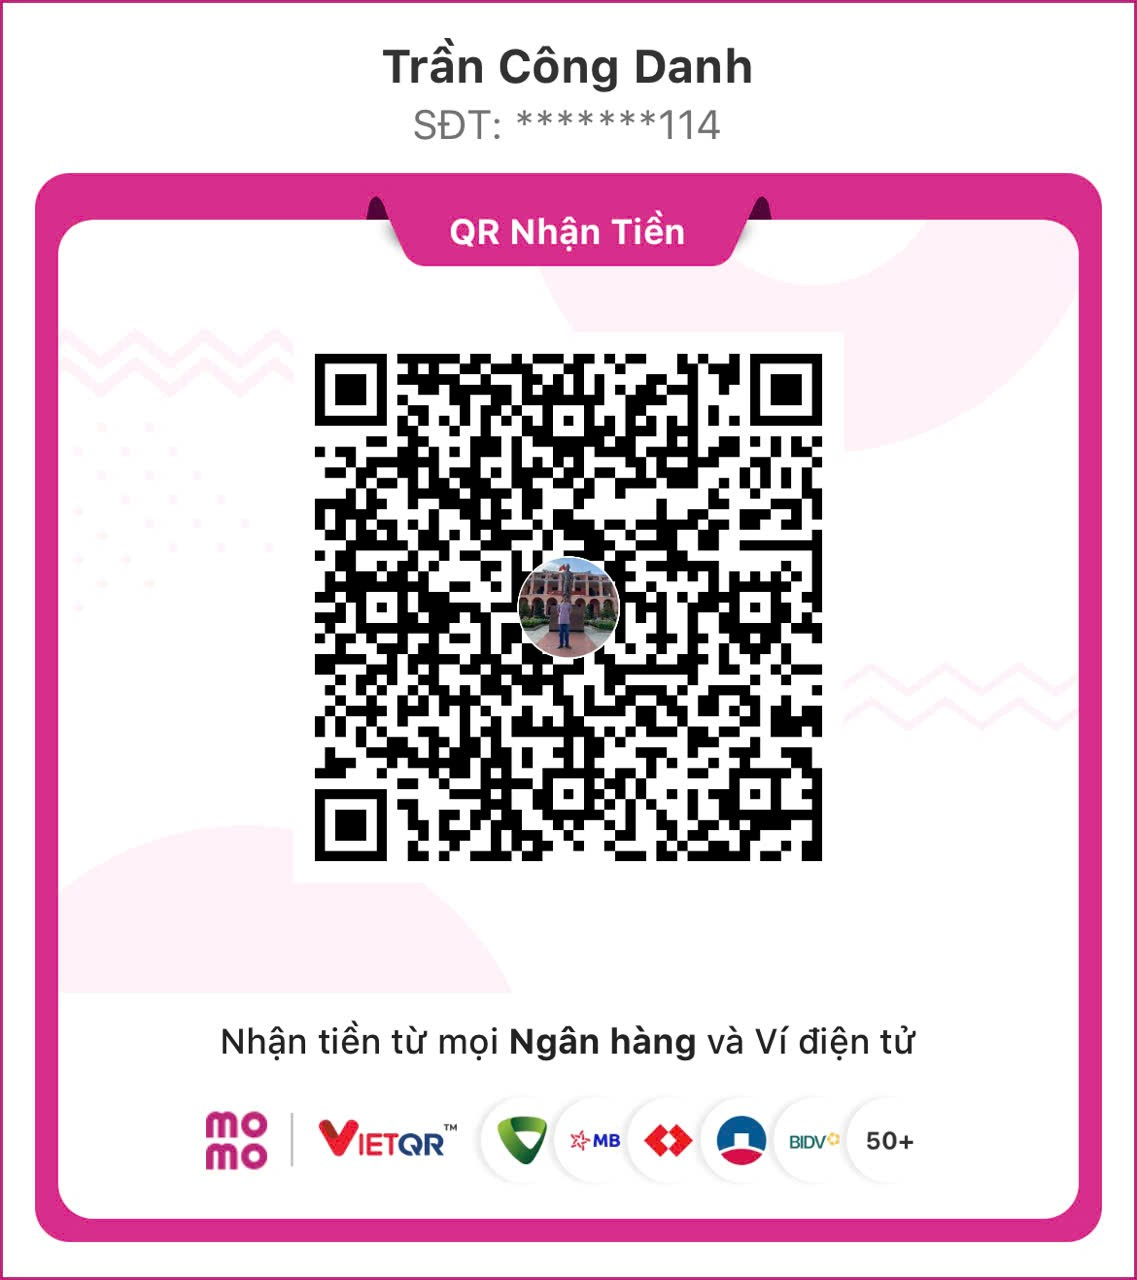 Trần Công Danh
SĐT: *******114
QR Nhận Tiền
Nhận tiền từ mọi Ngân hàng và Ví điện tử
mo
mo
VIETQR™
MB
BIDV
50+